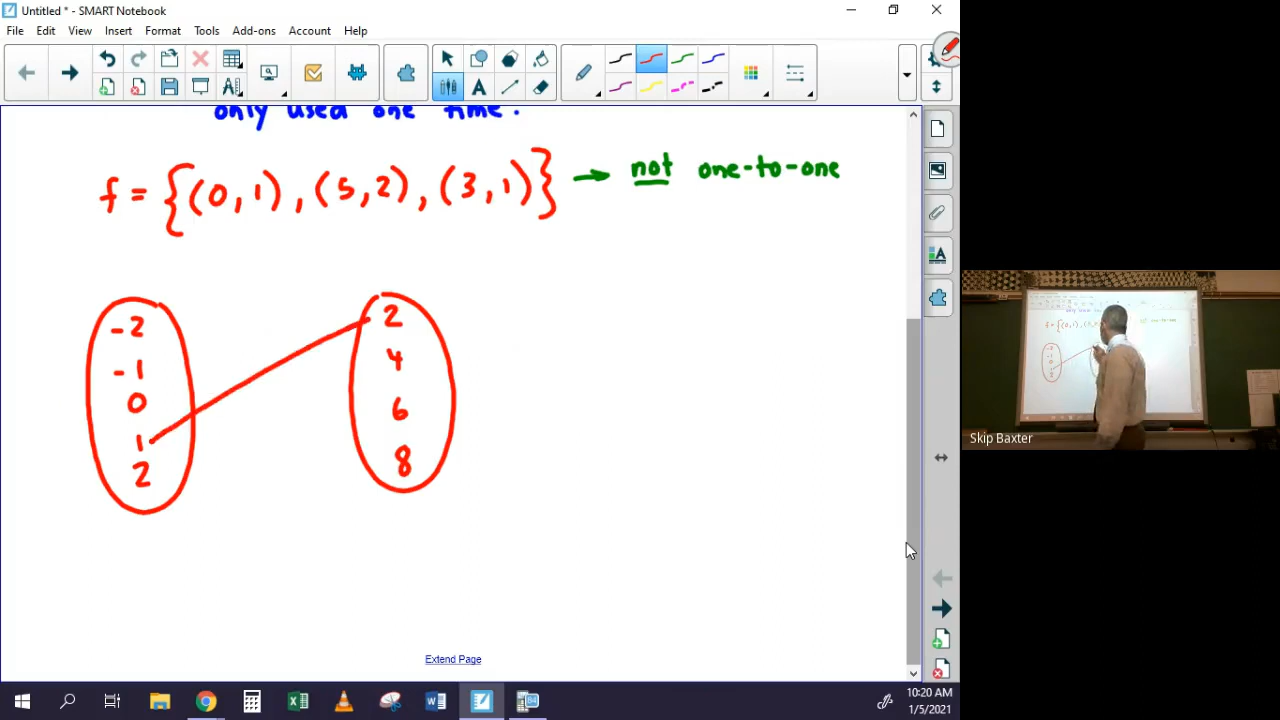 Untitled * - SMART Notebook
File Edit View Insert Format Tools Add-ons Account Help
only used one time.
f = {(0,1), (5,2), (3,1)} → not one-to-one
-2
-1
0
1
2
2
4
6
8
Extend Page
Skip Baxter
10:20 AM
1/5/2021